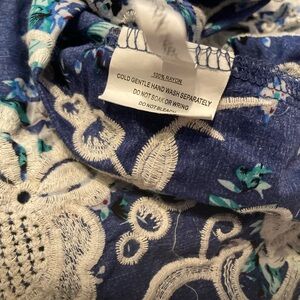 100% RAYON
COLD GENTLE HAND WASH SEPARATELY
DO NOT SOAK OR WRING
DO NOT BLEACH